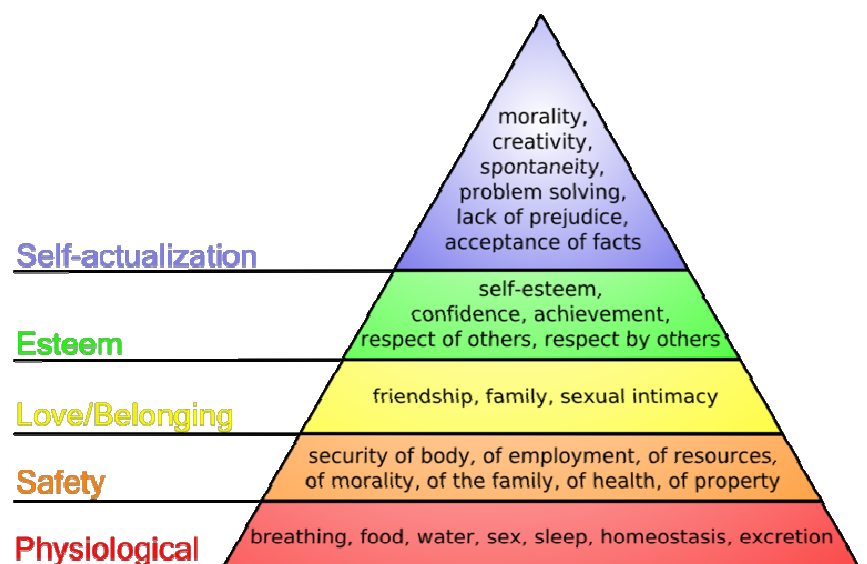 morality,
creativity,
spontaneity,
problem solving,
lack of prejudice,
acceptance of facts
Self-actualization
self-esteem,
confidence, achievement,
respect of others, respect by others
Esteem
friendship, family, sexual intimacy
Love/Belonging
security of body, of employment, of resources,
of morality, of the family, of health, of property
Safety
breathing, food, water, sex, sleep, homeostasis, excretion
Physiological